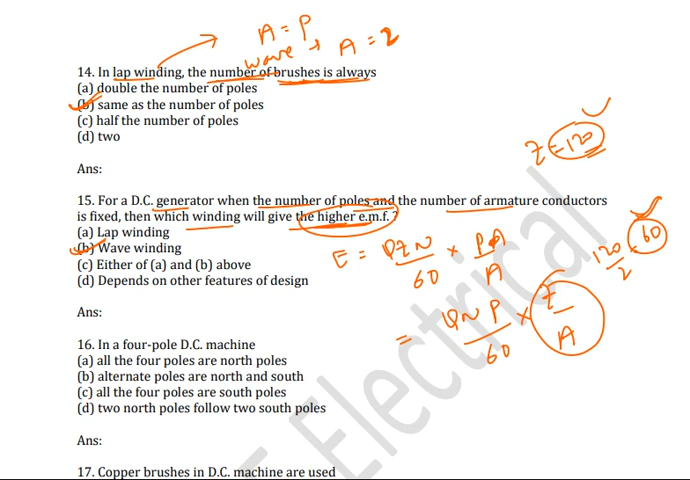 A = P
wave → A = 2
14. In lap winding, the number of brushes is always
(a) double the number of poles
(b) same as the number of poles
(c) half the number of poles
(d) two
Z = 120
Ans:
15. For a D.C. generator when the number of poles and the number of armature conductors
is fixed, then which winding will give the higher e.m.f.?
(a) Lap winding
(b) Wave winding
(c) Either of (a) and (b) above
(d) Depends on other features of design
E = ØZN/60 × P/A
120/2 60
= ØNP/60 × Z/A
Ans:
16. In a four-pole D.C. machine
(a) all the four poles are north poles
(b) alternate poles are north and south
(c) all the four poles are south poles
(d) two north poles follow two south poles
Ans:
17. Copper brushes in D.C. machine are used
Electrical